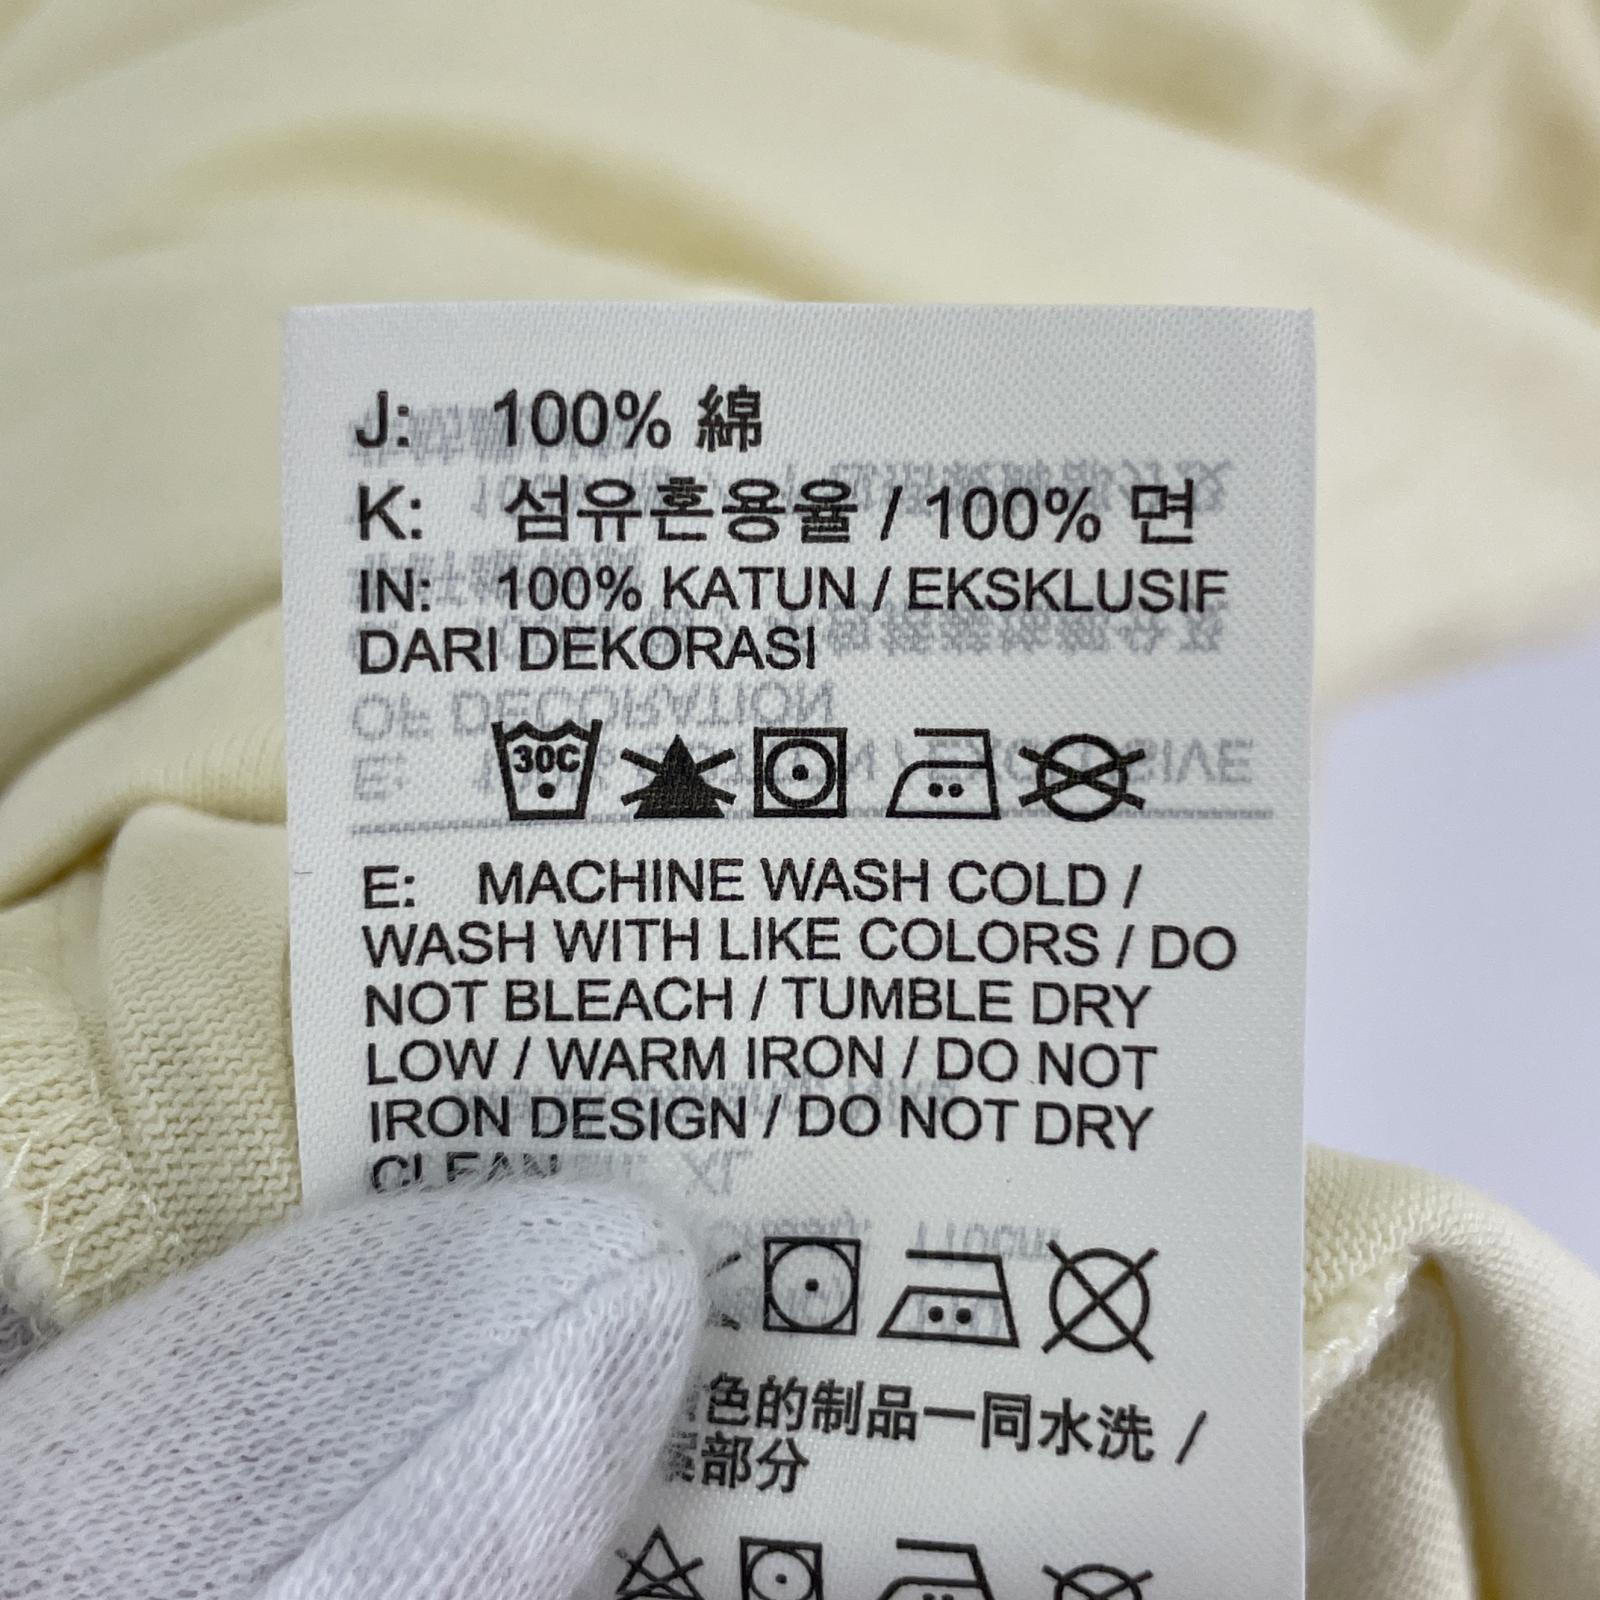 J: 100% 綿
K: 섬유혼용율 / 100% 면
IN: 100% KATUN / EKSKLUSIF
DARI DEKORASI
30C
E: MACHINE WASH COLD /
WASH WITH LIKE COLORS / DO
NOT BLEACH / TUMBLE DRY
LOW / WARM IRON / DO NOT
IRON DESIGN / DO NOT DRY
CLEAN
色的制品一同水洗 /
部分